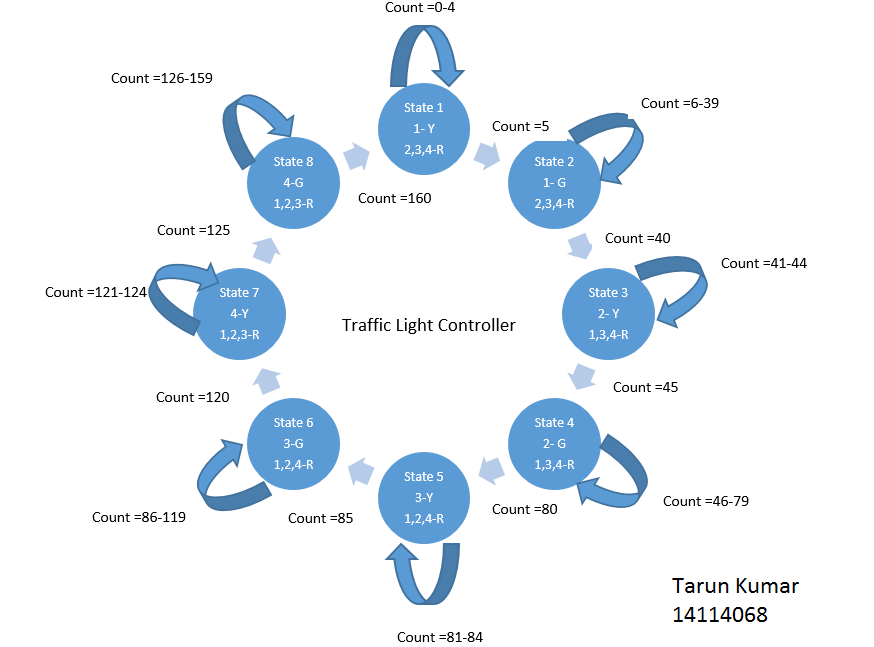 Count =0-4
State 1
1- Y
2,3,4-R
Count =5
Count =6-39
State 2
1- G
2,3,4-R
Count =40
Count =41-44
State 3
2- Y
1,3,4-R
Count =45
State 4
2- G
1,3,4-R
Count =46-79
Count =80
State 5
3-Y
1,2,4-R
Count =81-84
Count =85
State 6
3-G
1,2,4-R
Count =86-119
Count =120
State 7
4-Y
1,2,3-R
Count =121-124
Count =125
State 8
4-G
1,2,3-R
Count =126-159
Count =160
Traffic Light Controller
Tarun Kumar
14114068